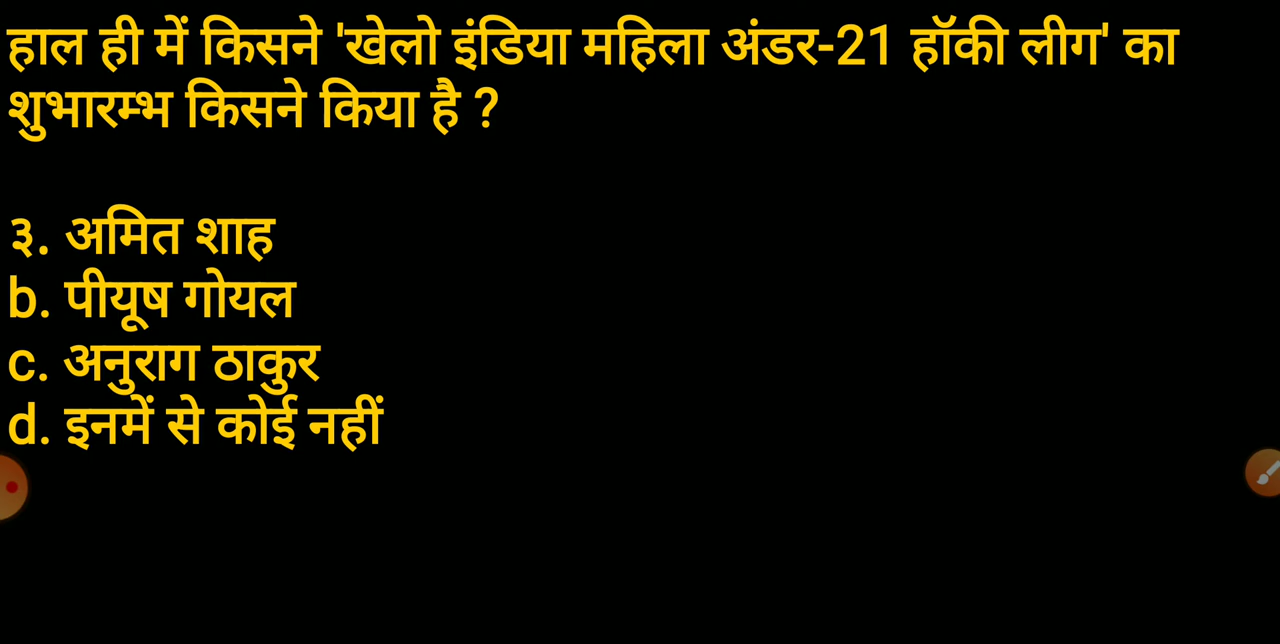 हाल ही में किसने 'खेलो इंडिया महिला अंडर-21 हॉकी लीग' का
शुभारम्भ किसने किया है ?
३. अमित शाह
b. पीयूष गोयल
c. अनुराग ठाकुर
d. इनमें से कोई नहीं